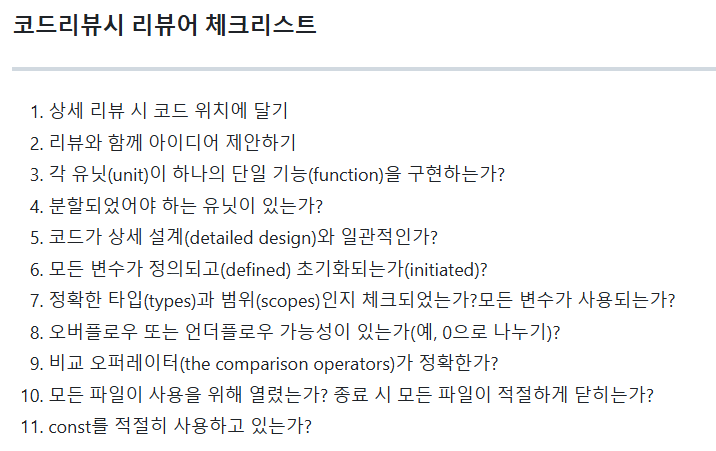 코드리뷰시 리뷰어 체크리스트
1. 상세 리뷰 시 코드 위치에 달기
2. 리뷰와 함께 아이디어 제안하기
3. 각 유닛(unit)이 하나의 단일 기능(function)을 구현하는가?
4. 분할되었어야 하는 유닛이 있는가?
5. 코드가 상세 설계(detailed design)와 일관적인가?
6. 모든 변수가 정의되고(defined) 초기화되는가(initiated)?
7. 정확한 타입(types)과 범위(scopes)인지 체크되었는가?모든 변수가 사용되는가?
8. 오버플로우 또는 언더플로우 가능성이 있는가(예, 0으로 나누기)?
9. 비교 오퍼레이터(the comparison operators)가 정확한가?
10. 모든 파일이 사용을 위해 열렸는가? 종료 시 모든 파일이 적절하게 닫히는가?
11. const를 적절히 사용하고 있는가?